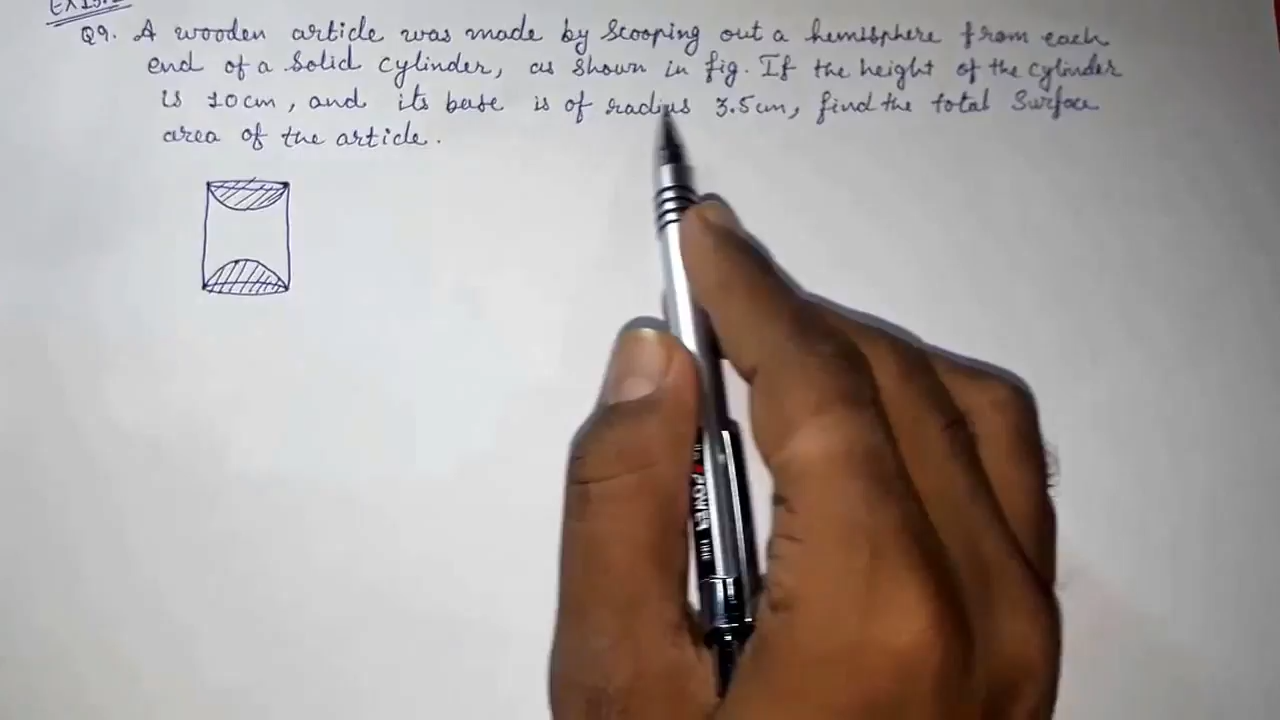 Q9. A wooden article was made by scooping out a hemisphere from each
end of a solid cylinder, as shown in fig. If the height of the cylinder
is 10cm, and its base is of radius 3.5cm, find the total surface
area of the article.
POWER